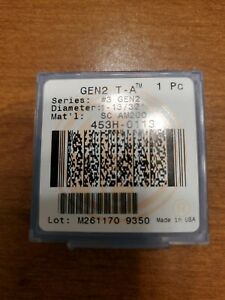 GEN2 T-A™ 1 Pc
Series: #3 GEN2
Diameter: 1-13/32"
Mat'l: SC AM200
453H-0113
Lot: M261170 9350 Made in USA